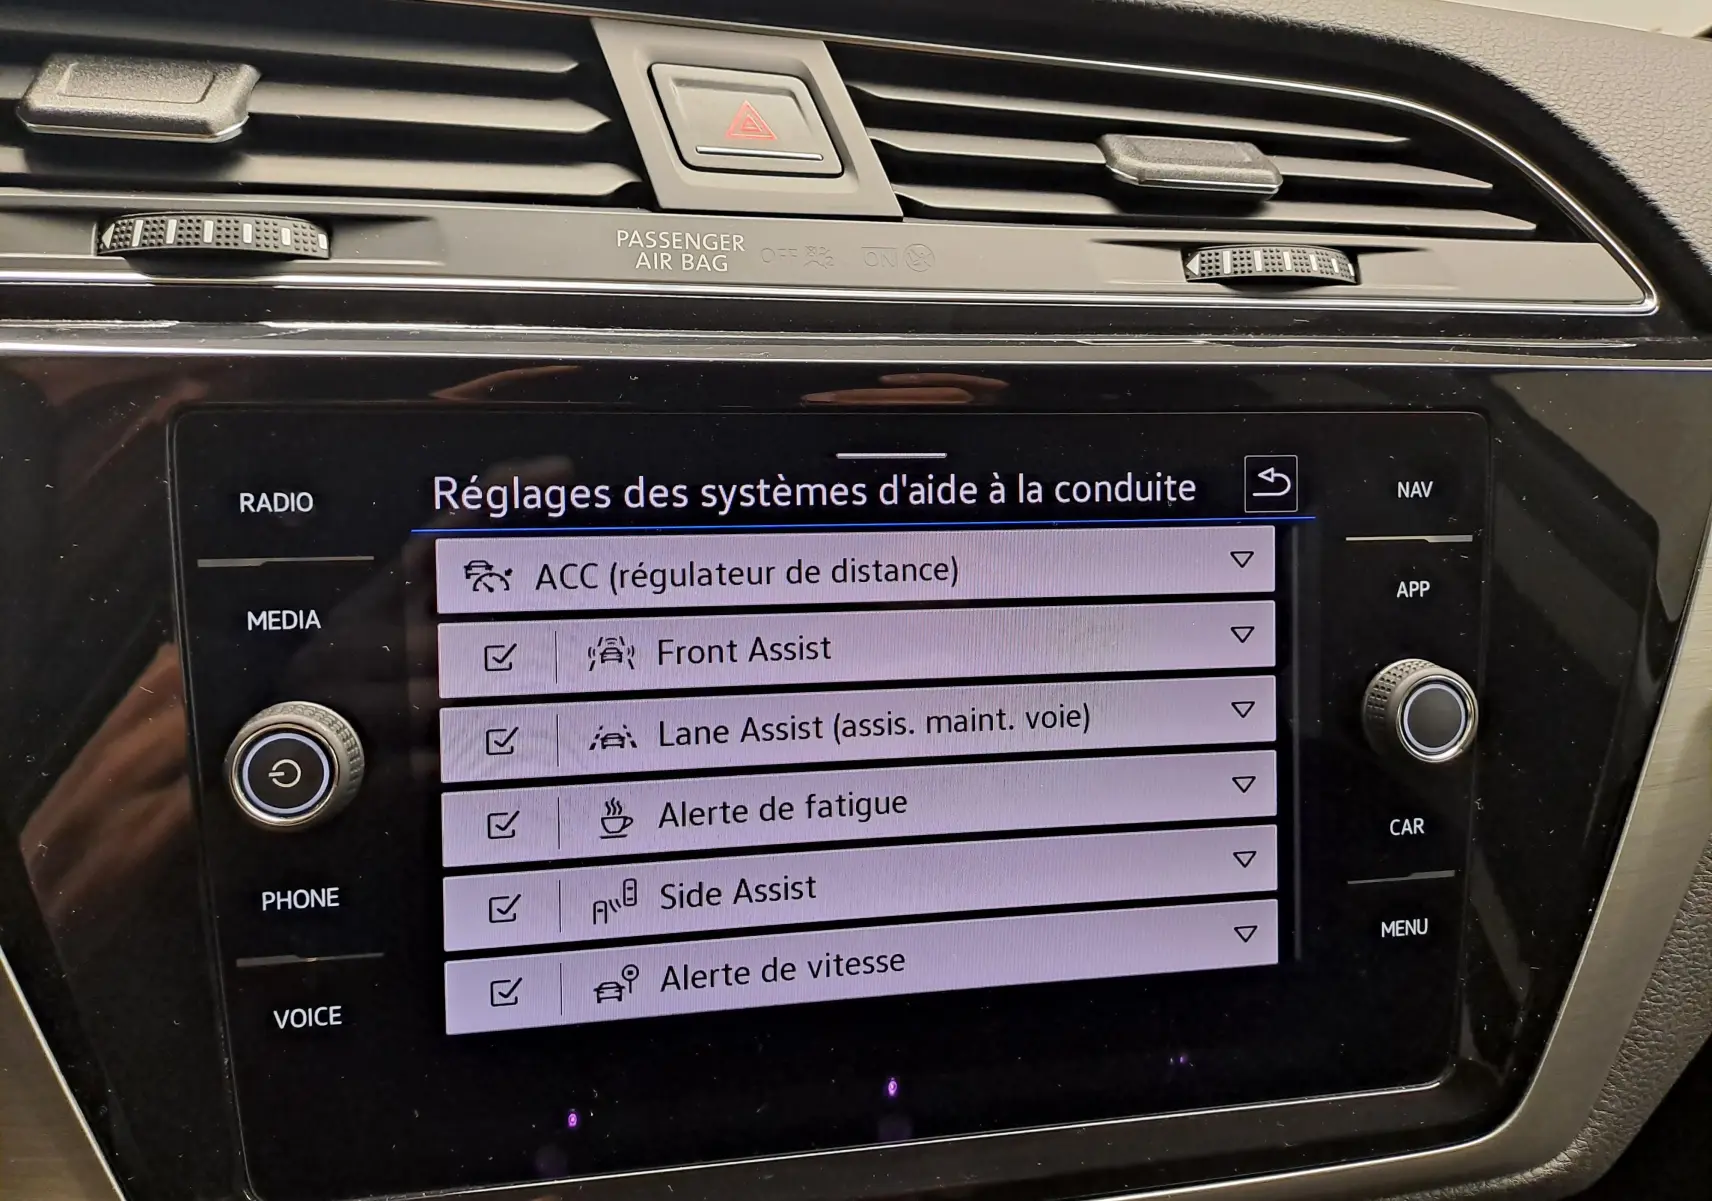 PASSENGER
AIR BAG
OFF
ON
RADIO
MEDIA
PHONE
VOICE
Réglages des systèmes d'aide à la conduite
ACC (régulateur de distance)
Front Assist
Lane Assist (assis. maint. voie)
Alerte de fatigue
Side Assist
Alerte de vitesse
NAV
APP
CAR
MENU